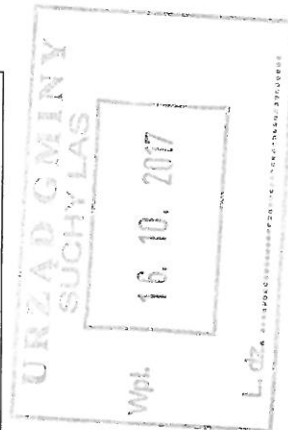 URZĄD GMINY
SUCHY LAS
Wpł. 16. 10. 2017
L. dz.